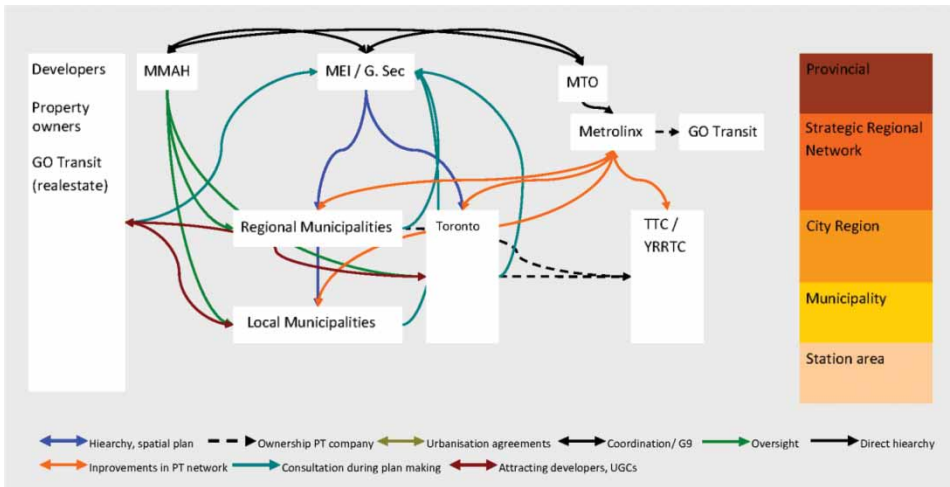 Developers
Property
owners
GO Transit
(realestate)
MMAH
MEI / G. Sec
MTO
Metrolinx
GO Transit
Regional Municipalities
Toronto
TTC /
YRRTC
Local Municipalities
Provincial
Strategic Regional
Network
City Region
Municipality
Station area
Hiearchy, spatial plan
Ownership PT company
Urbanisation agreements
Coordination/ G9
Oversight
Direct hiearchy
Inprovements in PT network
Consultation during plan making
Attracting developers, UGCs